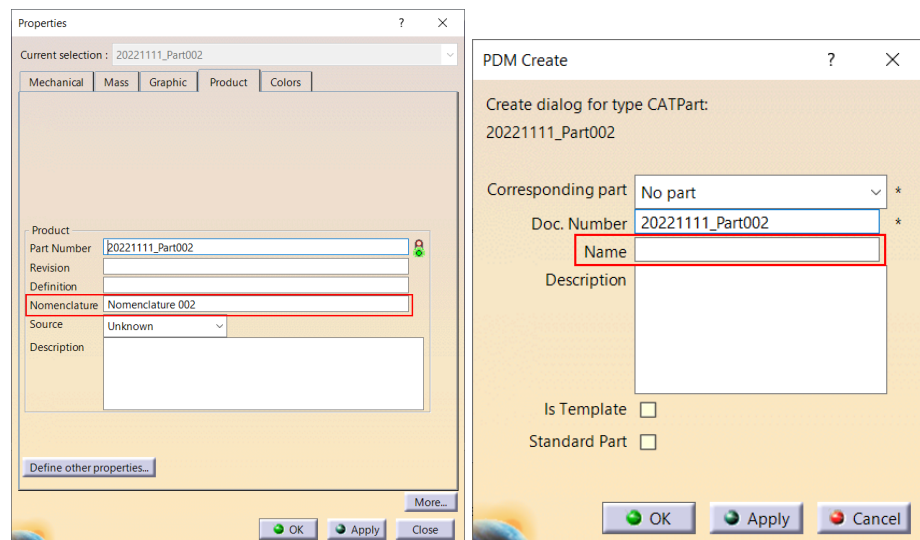 Properties
?
Current selection : 20221111_Part002
Mechanical Mass Graphic Product Colors
Product
Part Number 20221111_Part002
Revision
Definition
Nomenclature Nomenclature 002
Source Unknown
Description
Define other properties...
More...
OK Apply Close
PDM Create
?
Create dialog for type CATPart:
20221111_Part002
Corresponding part No part *
Doc. Number 20221111_Part002 *
Name
Description
Is Template
Standard Part
OK Apply Cancel